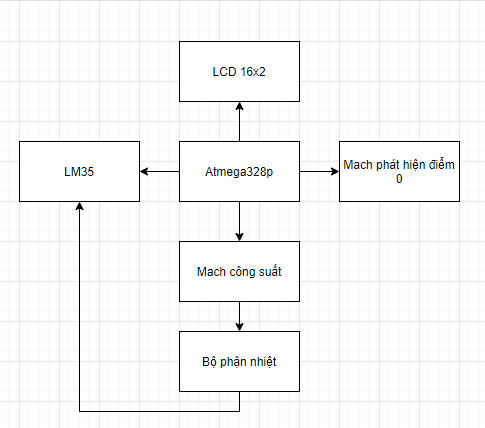 LCD 16x2
LM35
Atmega328p
Mach phát hiện điểm
0
Mach công suất
Bộ phận nhiệt